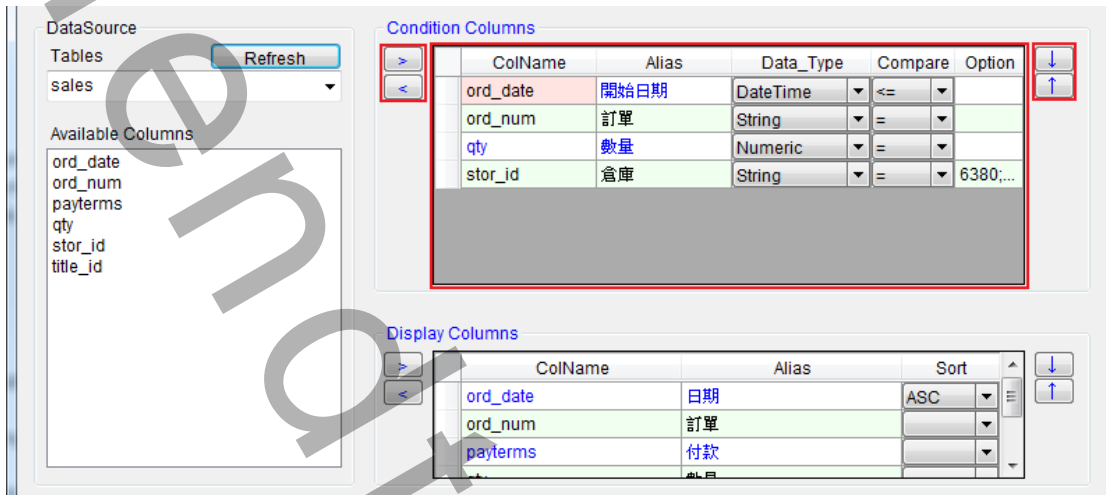 DataSource
Tables
Refresh
sales
Available Columns
ord_date
ord_num
payterms
qty
stor_id
title_id
Condition Columns
>
<
ColName Alias Data_Type Compare Option
ord_date 開始日期 DateTime <=
ord_num 訂單 String =
qty 數量 Numeric =
stor_id 倉庫 String = 6380;...
↓
↑
Display Columns
>
<
ColName Alias Sort
ord_date 日期 ASC
ord_num 訂單
payterms 付款
↓
↑